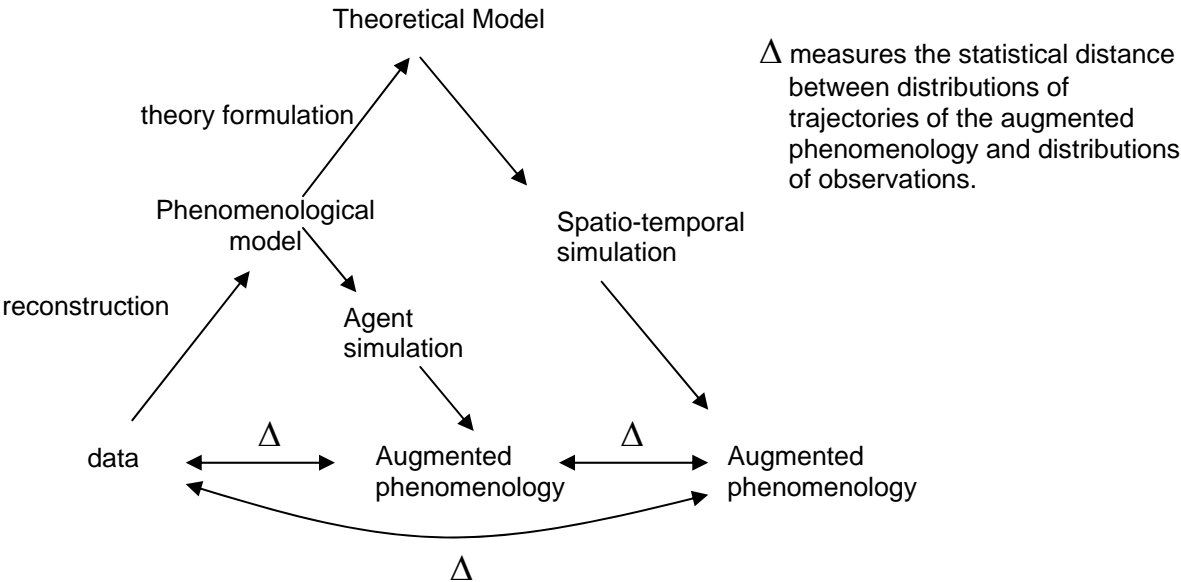 Theoretical Model
Δ measures the statistical distance
between distributions of
trajectories of the augmented
phenomenology and distributions
of observations.
theory formulation
Phenomenological
model
Spatio-temporal
simulation
reconstruction
Agent
simulation
Δ
Δ
data
Augmented
phenomenology
Augmented
phenomenology
Δ